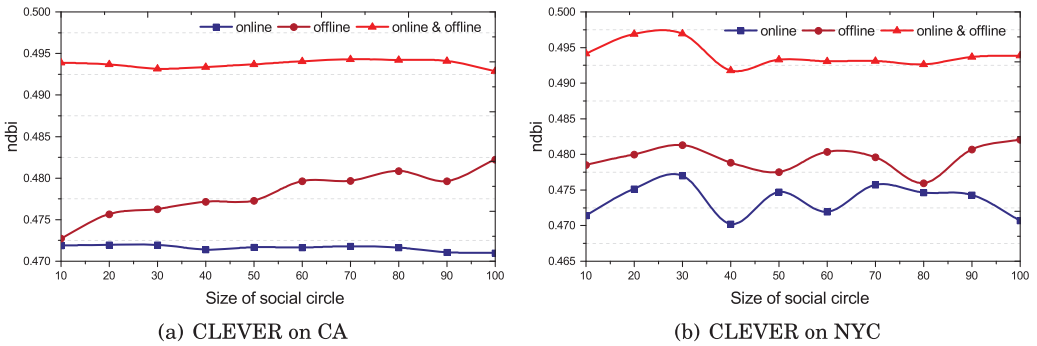 online offline online & offline
0.500
0.495
0.490
0.485
0.480
0.475
0.470
ndbi
10 20 30 40 50 60 70 80 90 100
Size of social circle
(a) CLEVER on CA
online offline online & offline
0.500
0.495
0.490
0.485
0.480
0.475
0.470
0.465
ndbi
10 20 30 40 50 60 70 80 90 100
Size of social circle
(b) CLEVER on NYC